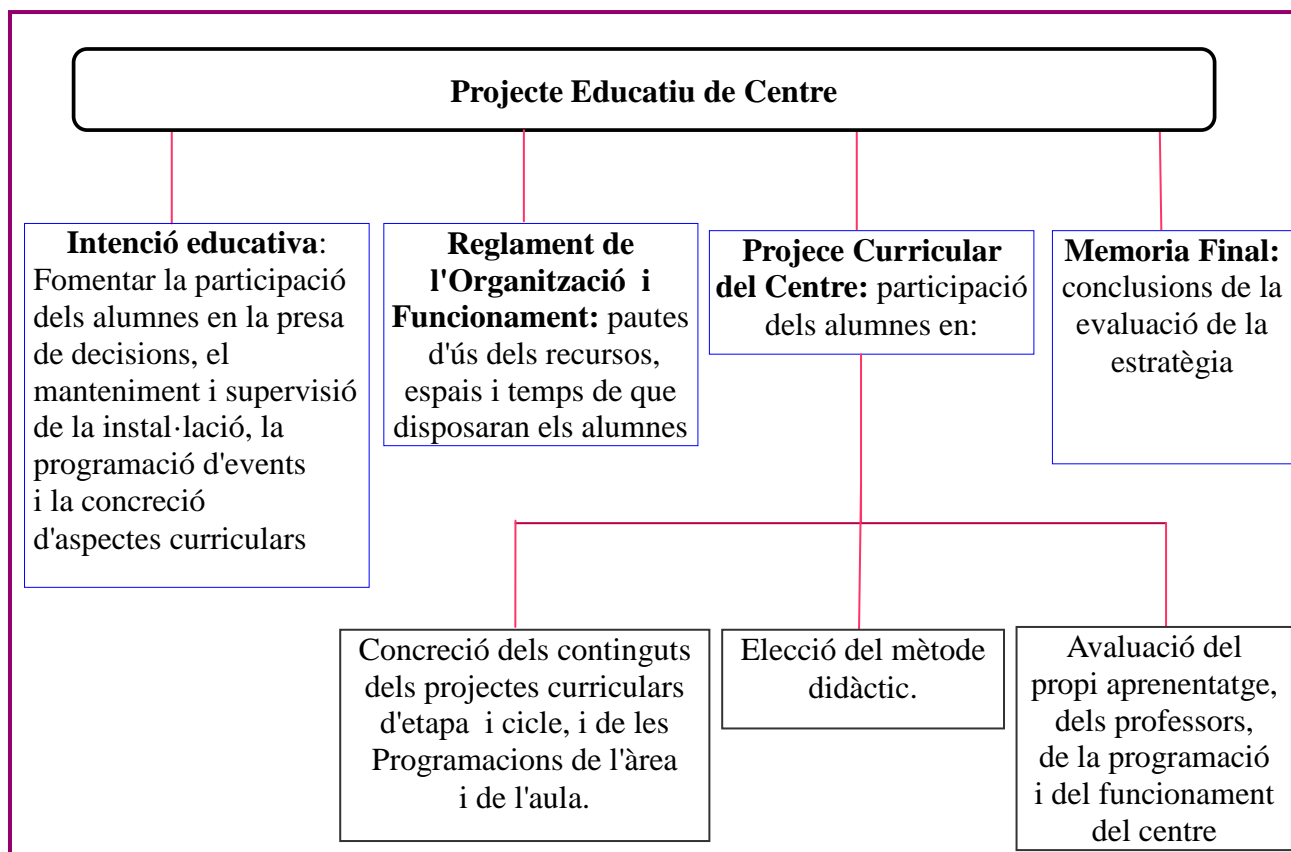 Projecte Educatiu de Centre
Intenció educativa:
Fomentar la participació
dels alumnes en la presa
de decisions, el
manteniment i supervisió
de la instal·lació, la
programació d'events
i la concreció
d'aspectes curriculars
Reglament de
l'Organització i
Funcionament: pautes
d'ús dels recursos,
espais i temps de que
disposaran els alumnes
Projece Curricular
del Centre: participació
dels alumnes en:
Memoria Final:
conclusions de la
evaluació de la
estratègia
Concreció dels continguts
dels projectes curriculars
d'etapa i cicle, i de les
Programacions de l'àrea
i de l'aula.
Elecció del mètode
didàctic.
Avaluació del
propi aprenentatge,
dels professors,
de la programació
i del funcionament
del centre